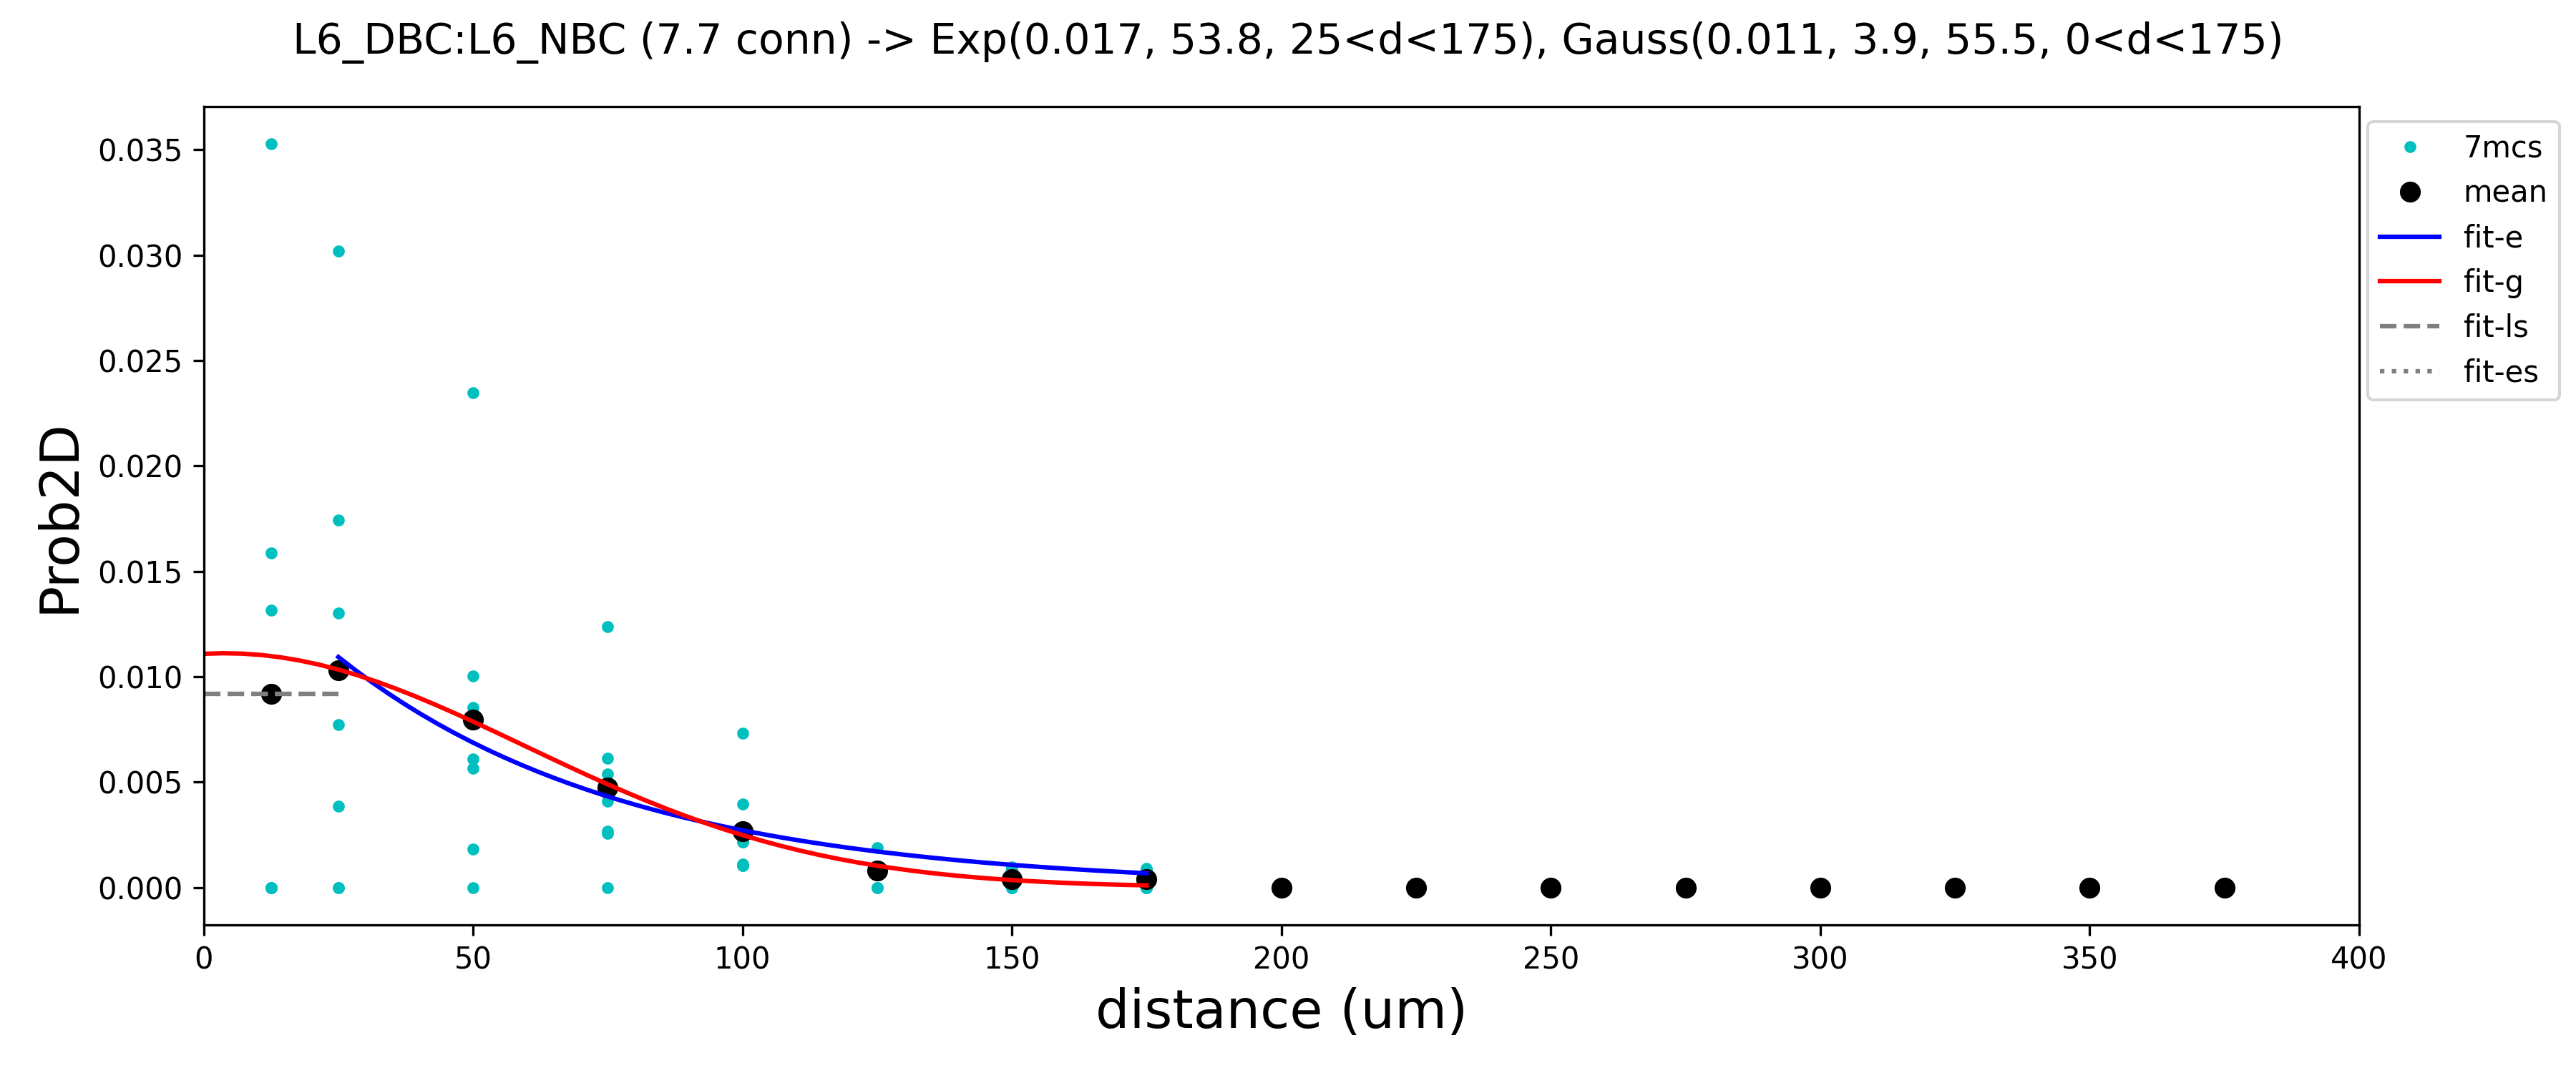 L6_DBC:L6_NBC (7.7 conn) -> Exp(0.017, 53.8, 25<d<175), Gauss(0.011, 3.9, 55.5, 0<d<175)
Prob2D
0.035
0.030
0.025
0.020
0.015
0.010
0.005
0.000
0 50 100 150 200 250 300 350 400
distance (um)
7mcs
mean
fit-e
fit-g
fit-ls
fit-es